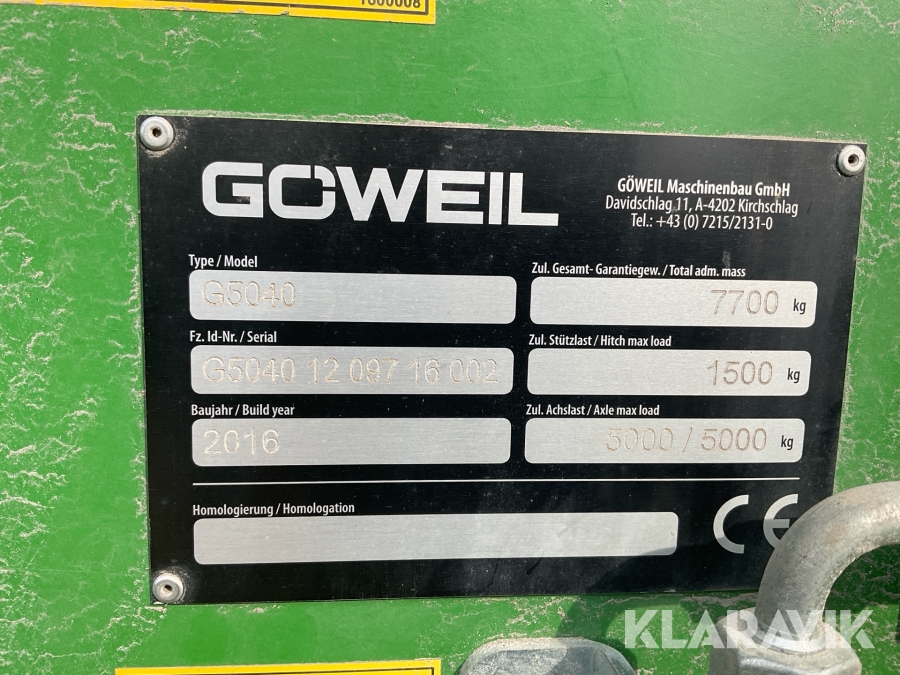 1600008
GÖWEIL
GÖWEIL Maschinenbau GmbH
Davidschlag 11, A-4202 Kirchschlag
Tel.: +43 (0) 7215/2131-0
Type / Model
G5040
Zul. Gesamt- Garantiegew. / Total adm. mass
7700 kg
Fz. Id-Nr. / Serial
G5040 12 097 16 002
Zul. Stützlast / Hitch max load
1500 kg
Baujahr / Build year
2016
Zul. Achslast / Axle max load
5000 / 5000 kg
Homologierung / Homologation
CE
KLARAVIK